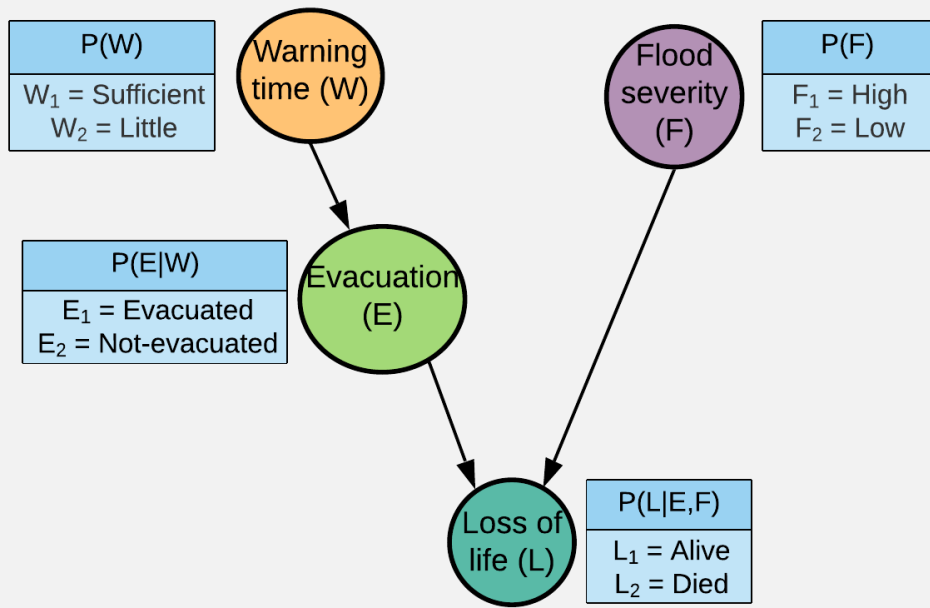 P(W)
W₁ = Sufficient
W₂ = Little
Warning
time (W)
Flood
severity
(F)
P(F)
F₁ = High
F₂ = Low
P(E|W)
E₁ = Evacuated
E₂ = Not-evacuated
Evacuation
(E)
Loss of
life (L)
P(L|E,F)
L₁ = Alive
L₂ = Died